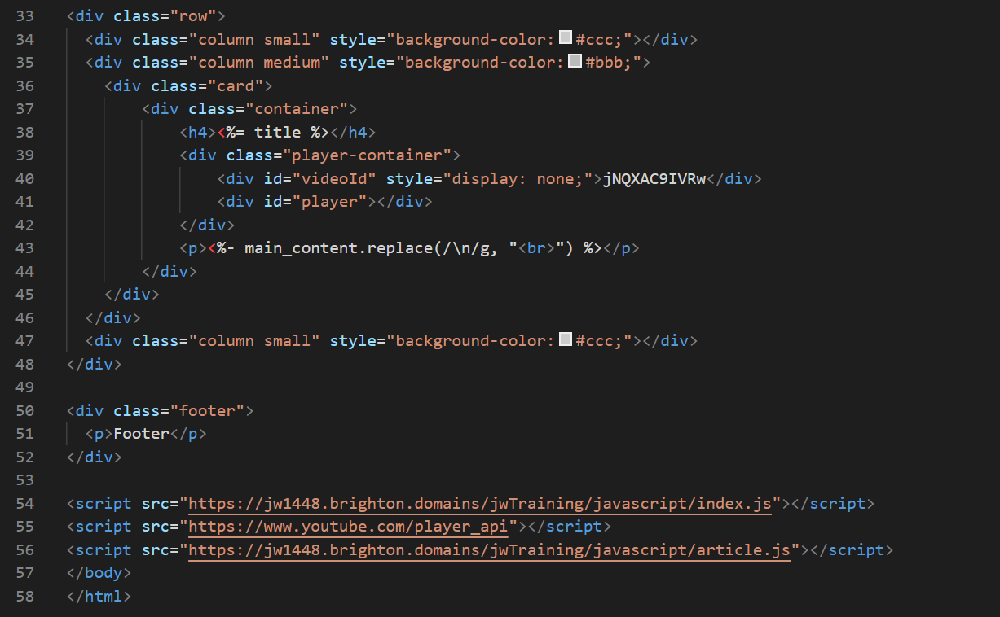 33 <div class="row">
34 <div class="column small" style="background-color:#ccc;"></div>
35 <div class="column medium" style="background-color:#bbb;">
36 <div class="card">
37 <div class="container">
38 <h4><%= title %></h4>
39 <div class="player-container">
40 <div id="videoId" style="display: none;">jNQXAC9IVRw</div>
41 <div id="player"></div>
42 </div>
43 <p><%- main_content.replace(/\n/g, "<br>") %></p>
44 </div>
45 </div>
46 </div>
47 <div class="column small" style="background-color:#ccc;"></div>
48 </div>
49
50 <div class="footer">
51 <p>Footer</p>
52 </div>
53
54 <script src="https://jw1448.brighton.domains/jwTraining/javascript/index.js"></script>
55 <script src="https://www.youtube.com/player_api"></script>
56 <script src="https://jw1448.brighton.domains/jwTraining/javascript/article.js"></script>
57 </body>
58 </html>